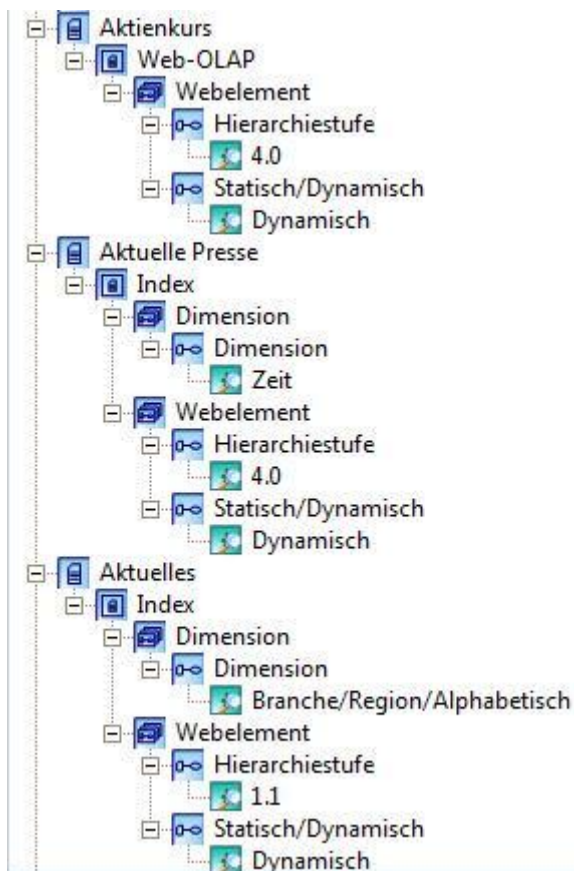 Aktienkurs
Web-OLAP
Webelement
Hierarchiestufe
4.0
Statisch/Dynamisch
Dynamisch
Aktuelle Presse
Index
Dimension
Dimension
Zeit
Webelement
Hierarchiestufe
4.0
Statisch/Dynamisch
Dynamisch
Aktuelles
Index
Dimension
Dimension
Branche/Region/Alphabetisch
Webelement
Hierarchiestufe
1.1
Statisch/Dynamisch
Dynamisch